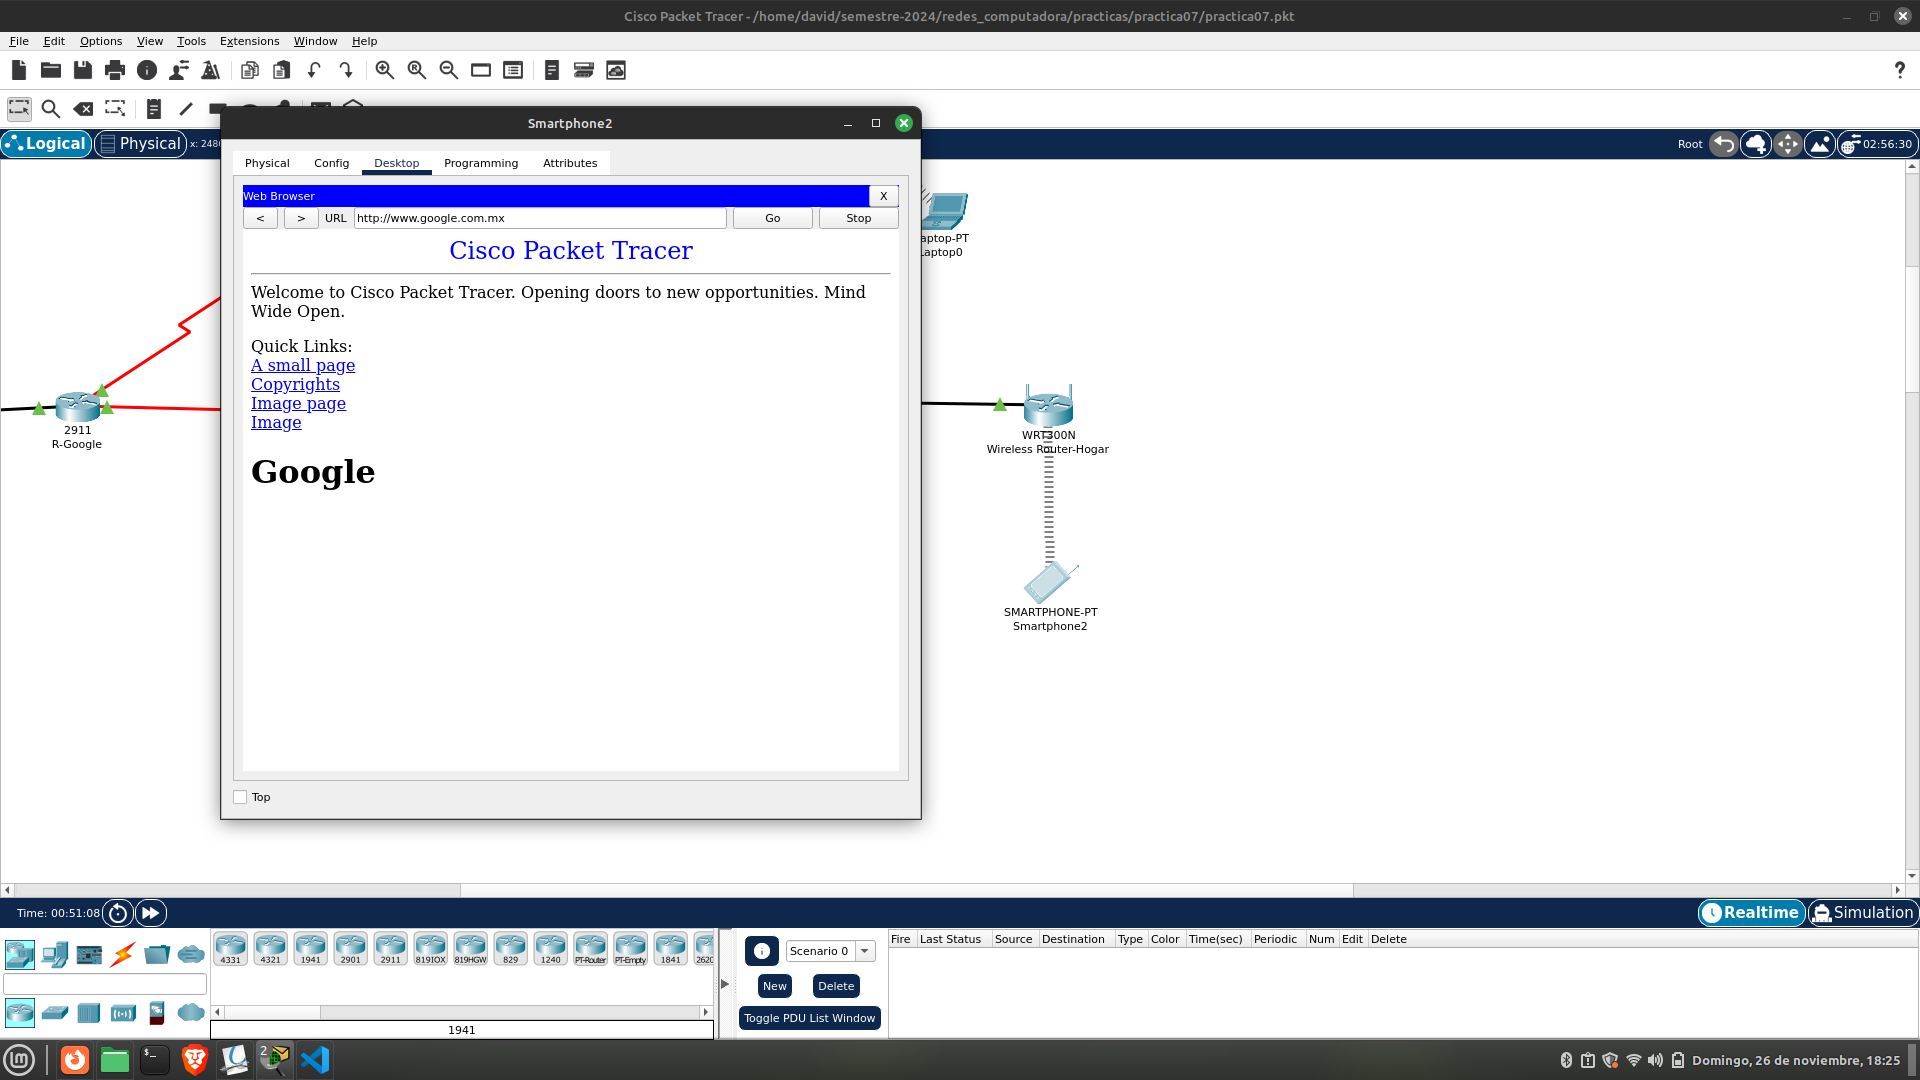 Cisco Packet Tracer - /home/david/semestre-2024/redes_computadora/practicas/practica07/practica07.pkt
File Edit Options View Tools Extensions Window Help
?
Logical Physical x: 248
Root 02:56:30
Smartphone2
Physical Config Desktop Programming Attributes
Web Browser X
< > URL http://www.google.com.mx Go Stop
Cisco Packet Tracer
Welcome to Cisco Packet Tracer. Opening doors to new opportunities. Mind
Wide Open.
Quick Links:
A small page
Copyrights
Image page
Image
Google
Top
2911
R-Google
aptop-PT
Laptop0
WRT300N
Wireless Router-Hogar
SMARTPHONE-PT
Smartphone2
Time: 00:51:08
Realtime Simulation
4331 4321 1941 2901 2911 819IOX 819HGW 829 1240 PT-Router PT-Empty 1841 2620
1941
Scenario 0
New Delete
Toggle PDU List Window
Fire Last Status Source Destination Type Color Time(sec) Periodic Num Edit Delete
2
Domingo, 26 de noviembre, 18:25